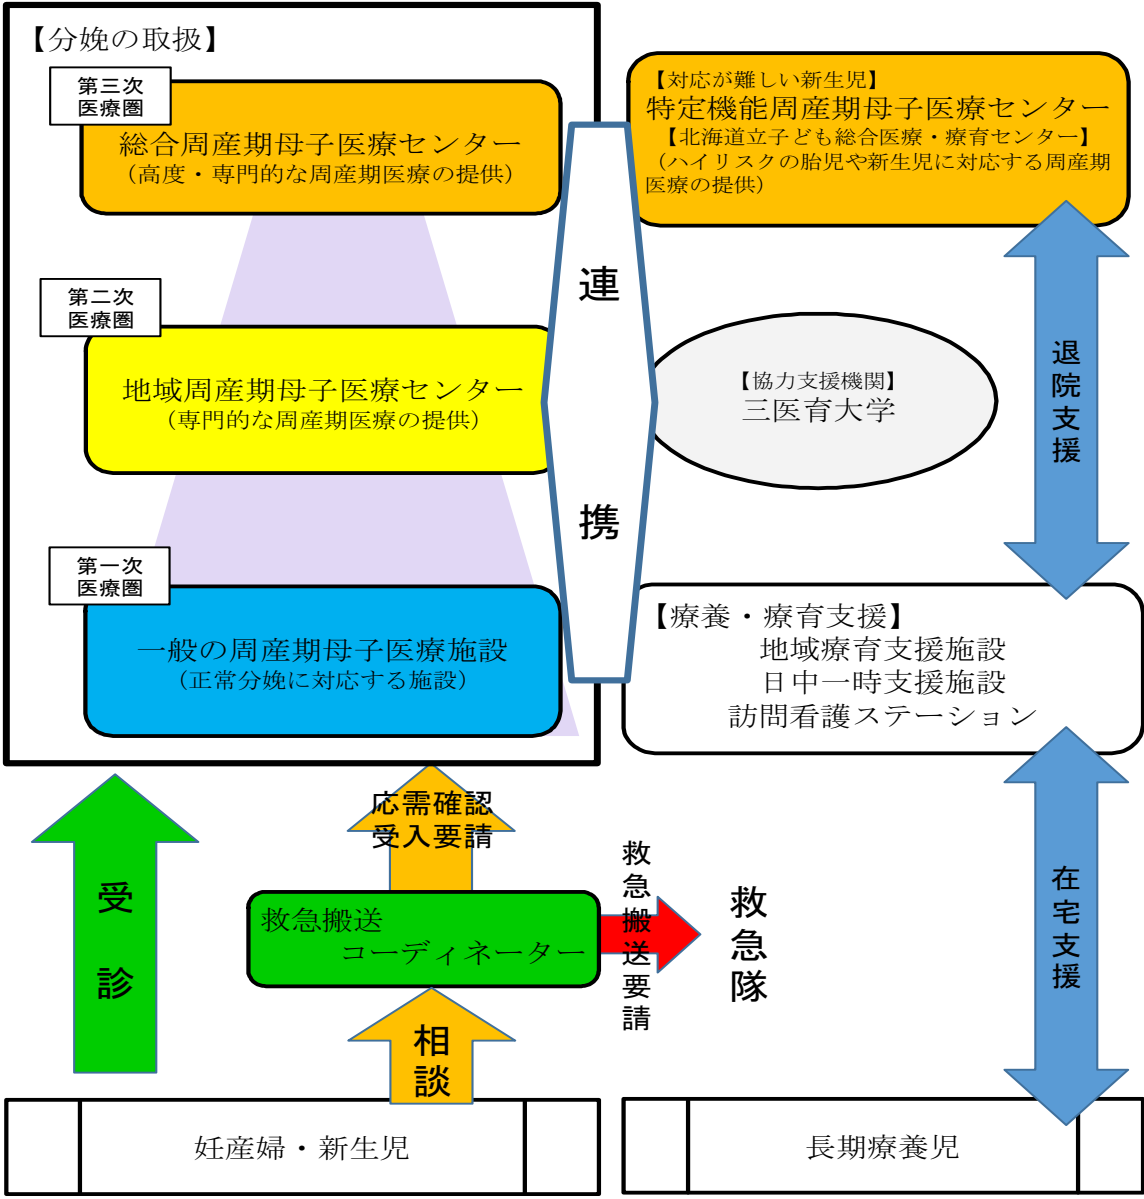 【分娩の取扱】
第三次
医療圏
総合周産期母子医療センター
（高度・専門的な周産期医療の提供）
第二次
医療圏
地域周産期母子医療センター
（専門的な周産期医療の提供）
第一次
医療圏
一般の周産期母子医療施設
（正常分娩に対応する施設）
連
携
【対応が難しい新生児】
特定機能周産期母子医療センター
【北海道立子ども総合医療・療育センター】
（ハイリスクの胎児や新生児に対応する周産期
医療の提供）
【協力支援機関】
三医育大学
退院支援
【療養・療育支援】
地域療育支援施設
日中一時支援施設
訪問看護ステーション
受診
応需確認
受入要請
救急搬送
コーディネーター
救急搬送要請
救急隊
相談
在宅支援
妊産婦・新生児
長期療養児